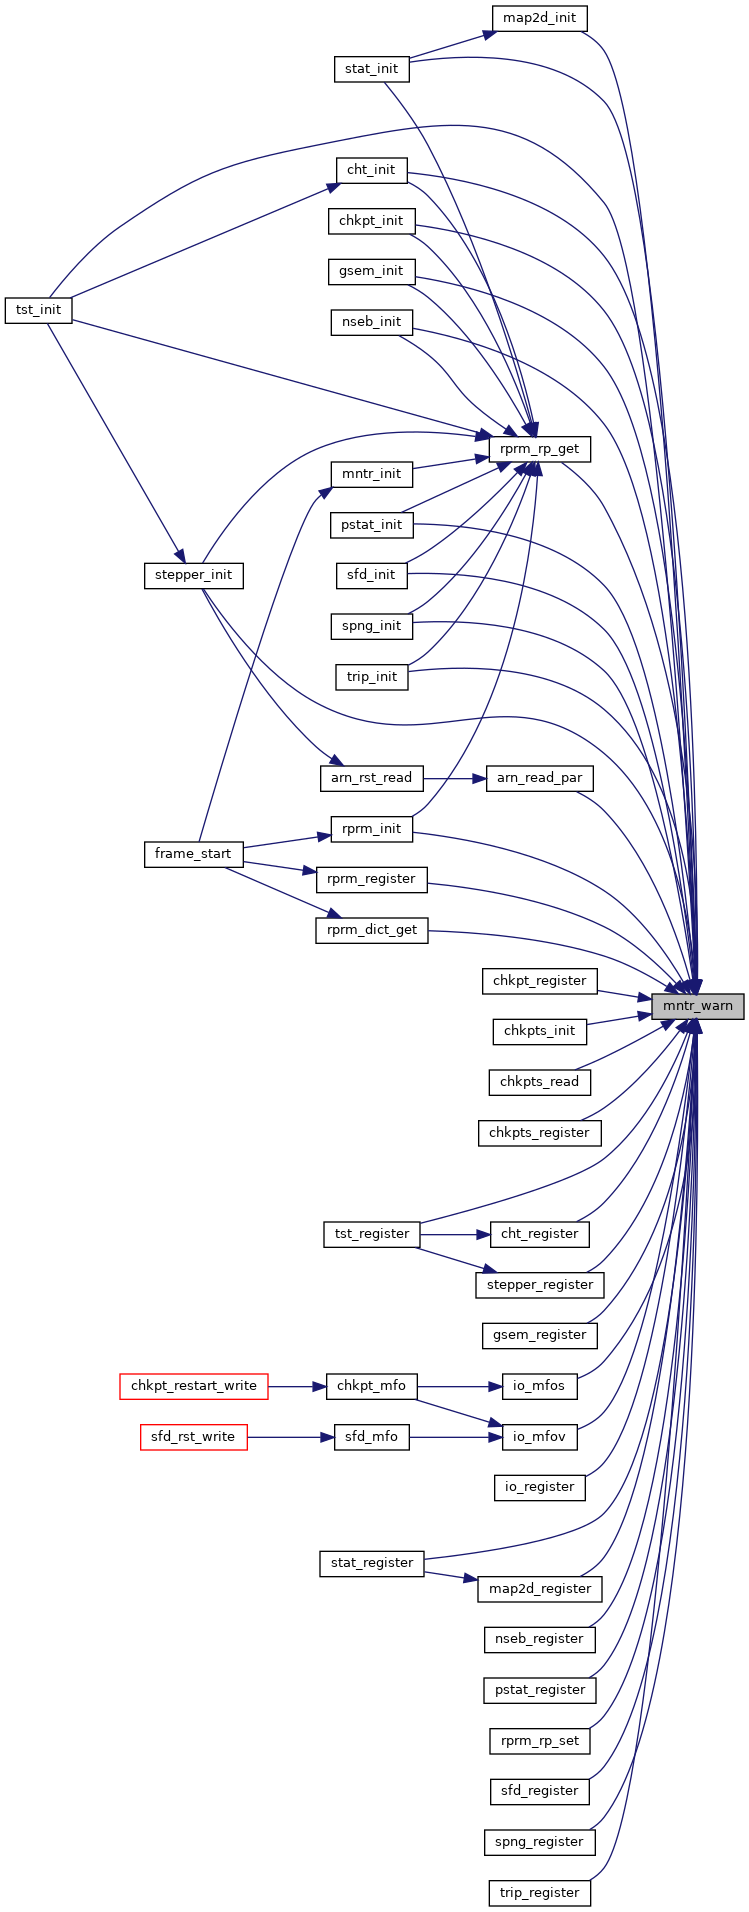 map2d_init
stat_init
cht_init
chkpt_init
gsem_init
tst_init
nseb_init
rprm_rp_get
mntr_init
pstat_init
stepper_init
sfd_init
spng_init
trip_init
arn_rst_read
arn_read_par
rprm_init
frame_start
rprm_register
rprm_dict_get
chkpt_register
mntr_warn
chkpts_init
chkpts_read
chkpts_register
tst_register
cht_register
stepper_register
gsem_register
chkpt_restart_write
chkpt_mfo
io_mfos
sfd_rst_write
sfd_mfo
io_mfov
io_register
stat_register
map2d_register
nseb_register
pstat_register
rprm_rp_set
sfd_register
spng_register
trip_register